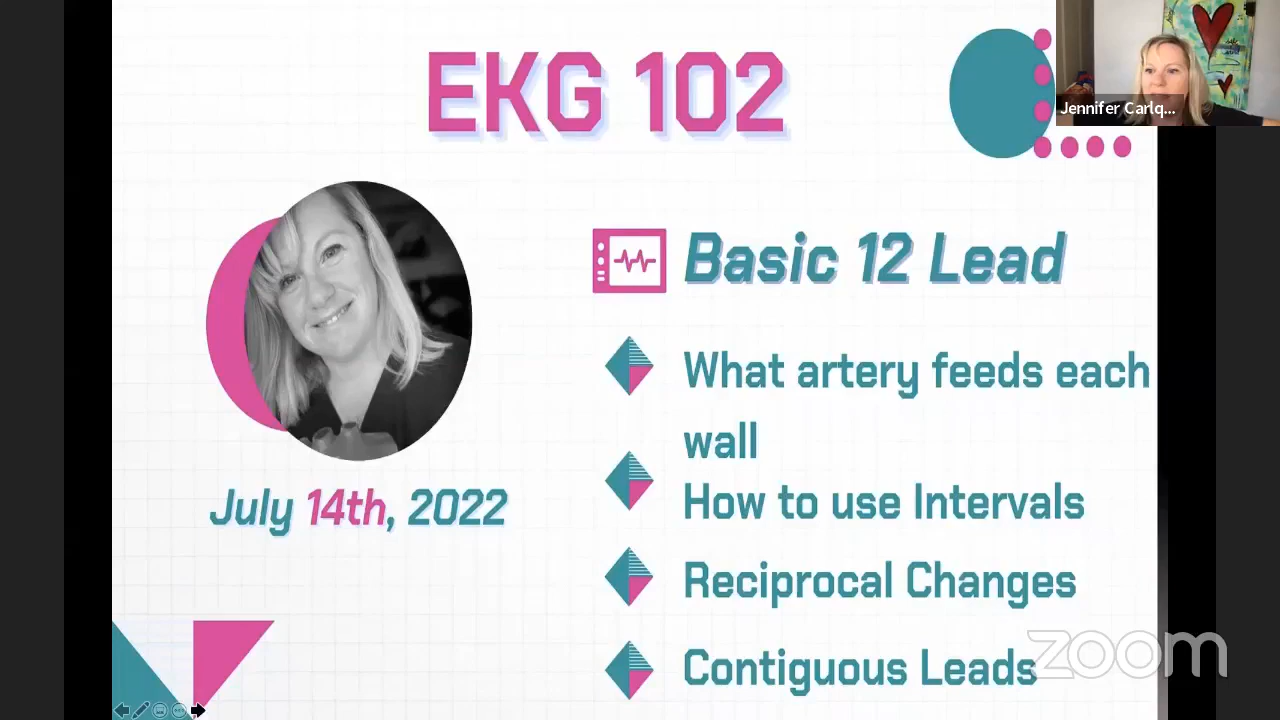 EKG 102
Jennifer Carlq...
Basic 12 Lead
What artery feeds each
wall
How to use Intervals
Reciprocal Changes
Contiguous Leads
July 14th, 2022
zoom